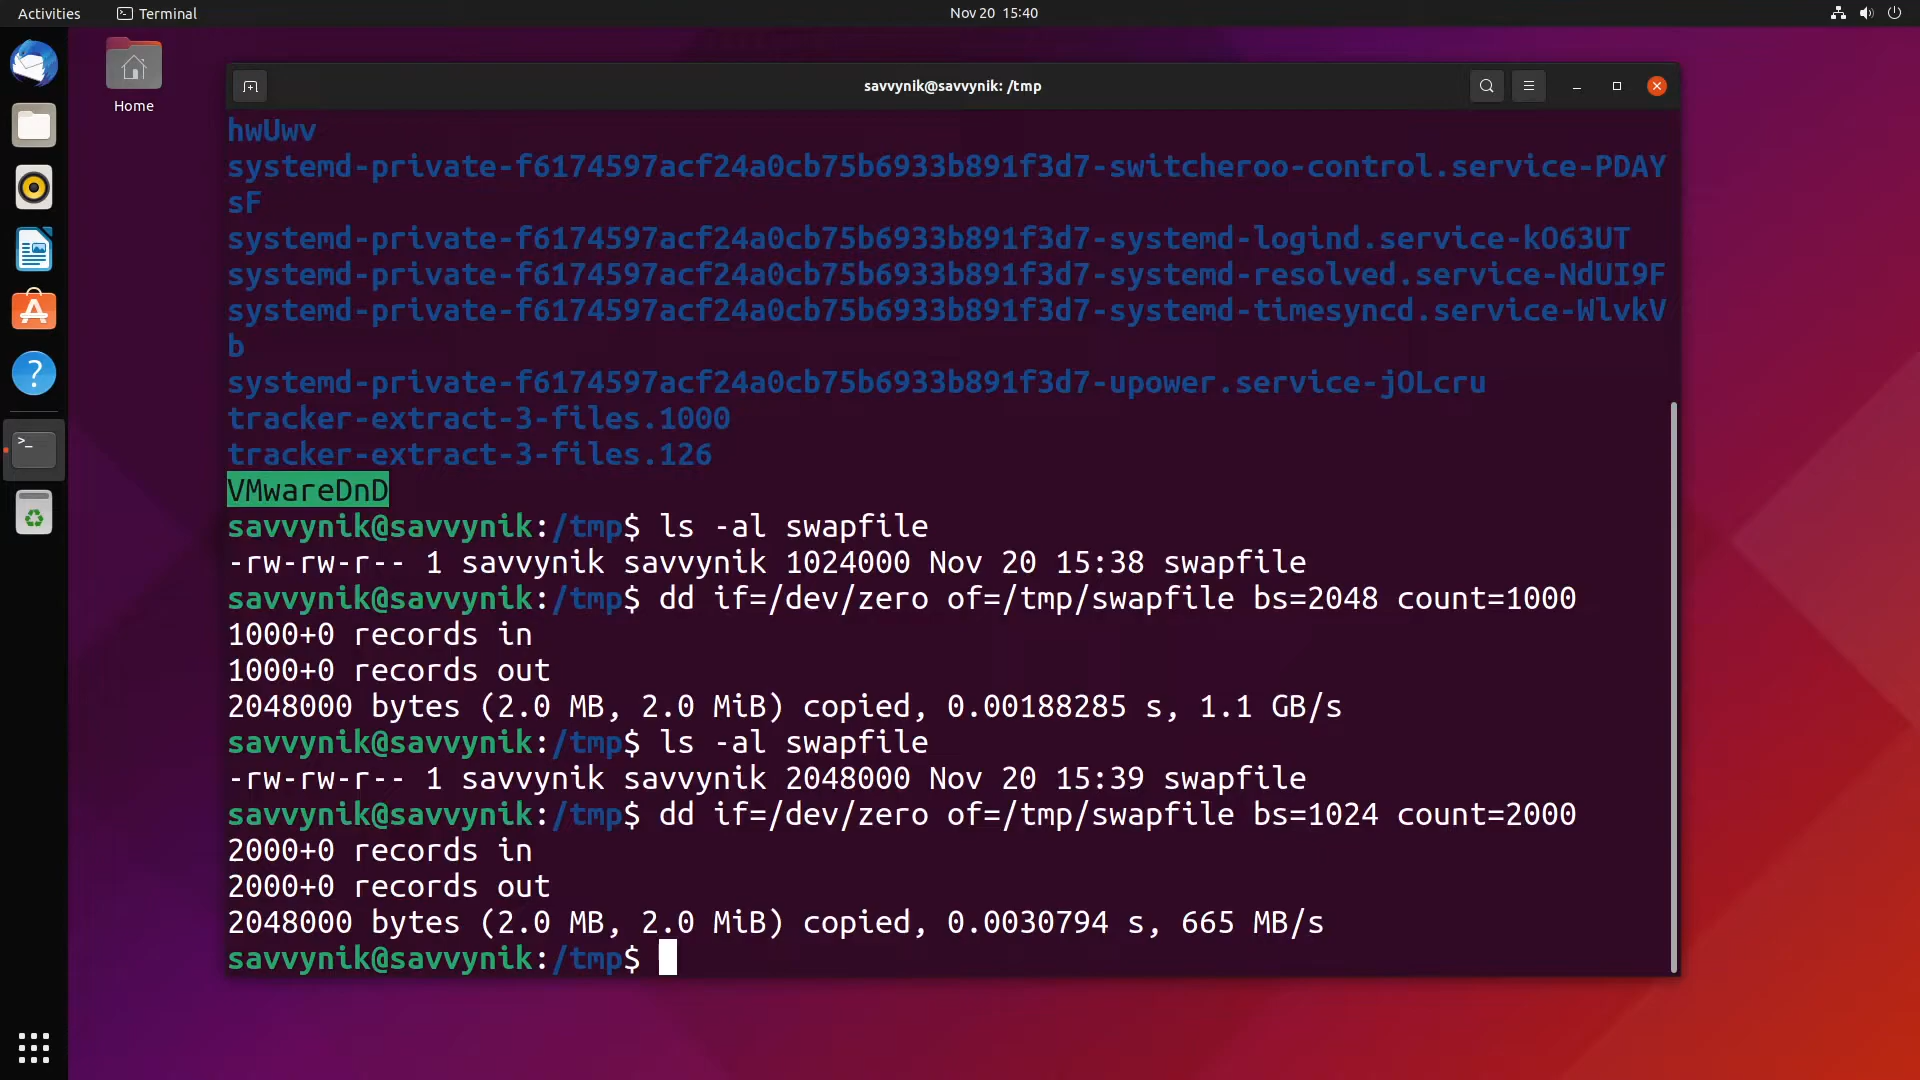 Activities
Terminal
Nov 20 15:40
Home
savvynik@savvynik: /tmp
hwUwv
systemd-private-f6174597acf24a0cb75b6933b891f3d7-switcheroo-control.service-PDAY
sF
systemd-private-f6174597acf24a0cb75b6933b891f3d7-systemd-logind.service-kO63UT
systemd-private-f6174597acf24a0cb75b6933b891f3d7-systemd-resolved.service-NdUI9F
systemd-private-f6174597acf24a0cb75b6933b891f3d7-systemd-timesyncd.service-WlvkV
b
systemd-private-f6174597acf24a0cb75b6933b891f3d7-upower.service-jOLcru
tracker-extract-3-files.1000
tracker-extract-3-files.126
VMwareDnD
savvynik@savvynik:/tmp$ ls -al swapfile
-rw-rw-r-- 1 savvynik savvynik 1024000 Nov 20 15:38 swapfile
savvynik@savvynik:/tmp$ dd if=/dev/zero of=/tmp/swapfile bs=2048 count=1000
1000+0 records in
1000+0 records out
2048000 bytes (2.0 MB, 2.0 MiB) copied, 0.00188285 s, 1.1 GB/s
savvynik@savvynik:/tmp$ ls -al swapfile
-rw-rw-r-- 1 savvynik savvynik 2048000 Nov 20 15:39 swapfile
savvynik@savvynik:/tmp$ dd if=/dev/zero of=/tmp/swapfile bs=1024 count=2000
2000+0 records in
2000+0 records out
2048000 bytes (2.0 MB, 2.0 MiB) copied, 0.0030794 s, 665 MB/s
savvynik@savvynik:/tmp$